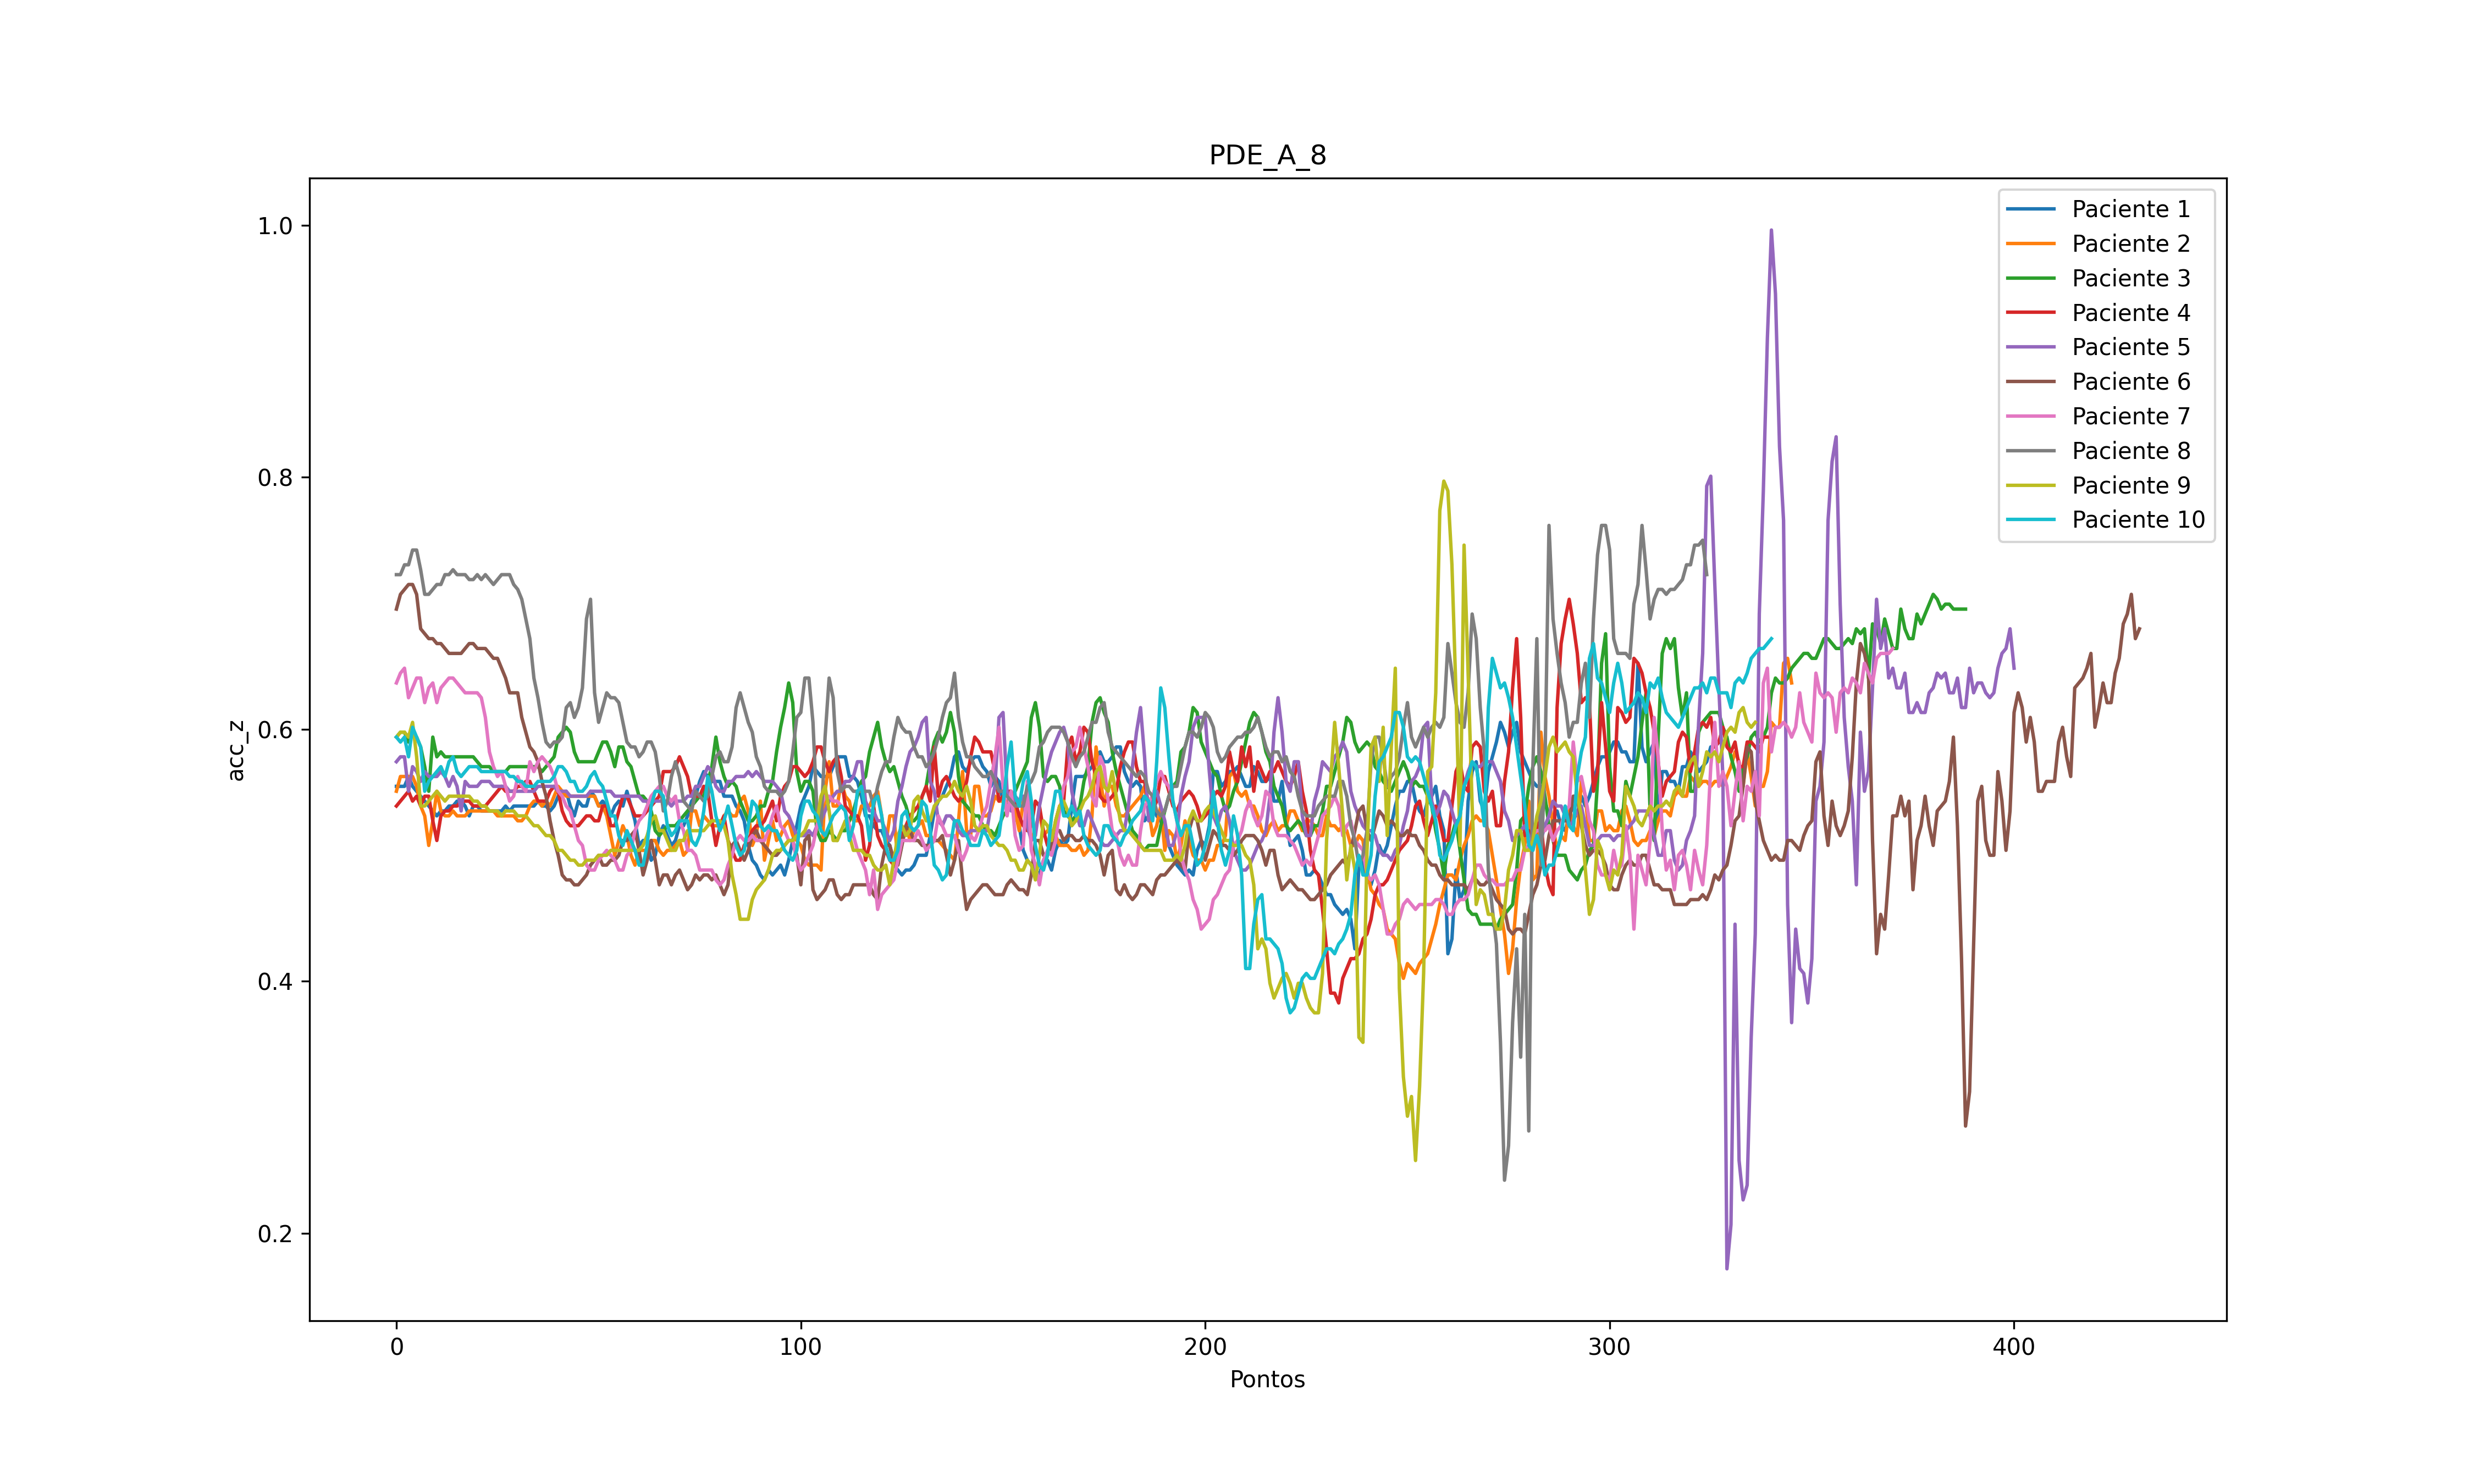 PDE_A_8
1.0
0.8
0.6
0.4
0.2
acc_z
0 100 200 300 400
Pontos
Paciente 1
Paciente 2
Paciente 3
Paciente 4
Paciente 5
Paciente 6
Paciente 7
Paciente 8
Paciente 9
Paciente 10